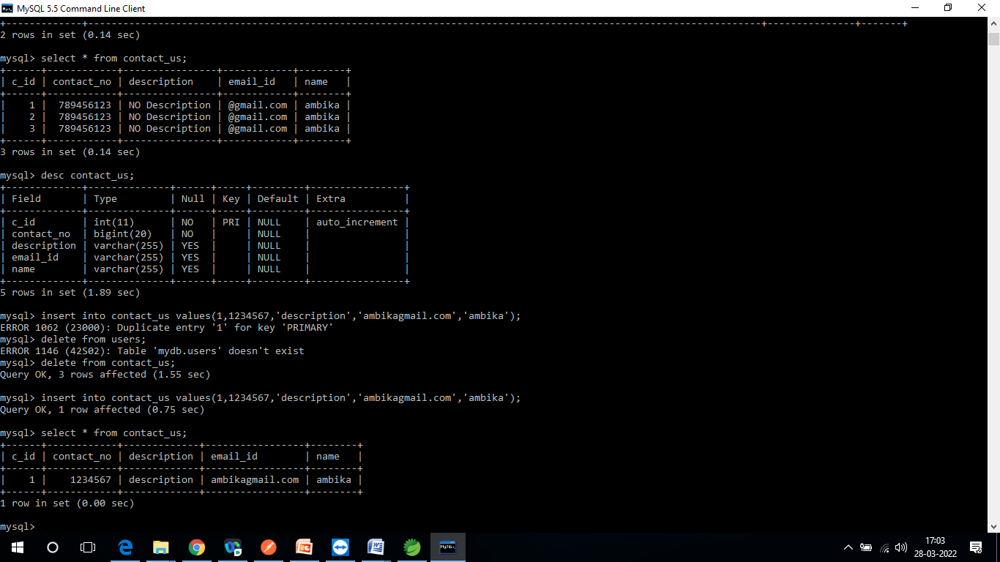 MySQL 5.5 Command Line Client
+-------------+-------------------------------------------------------------------------------------------------------------------+---------------+-------+
2 rows in set (0.14 sec)
mysql> select * from contact_us;
+------+------------+----------------+------------+--------+
| c_id | contact_no | description    | email_id   | name   |
+------+------------+----------------+------------+--------+
|    1 |  789456123 | NO Description | @gmail.com | ambika |
|    2 |  789456123 | NO Description | @gmail.com | ambika |
|    3 |  789456123 | NO Description | @gmail.com | ambika |
+------+------------+----------------+------------+--------+
3 rows in set (0.14 sec)
mysql> desc contact_us;
+-------------+--------------+------+-----+---------+----------------+
| Field       | Type         | Null | Key | Default | Extra          |
+-------------+--------------+------+-----+---------+----------------+
| c_id        | int(11)      | NO   | PRI | NULL    | auto_increment |
| contact_no  | bigint(20)   | NO   |     | NULL    |                |
| description | varchar(255) | YES  |     | NULL    |                |
| email_id    | varchar(255) | YES  |     | NULL    |                |
| name        | varchar(255) | YES  |     | NULL    |                |
+-------------+--------------+------+-----+---------+----------------+
5 rows in set (1.89 sec)
mysql> insert into contact_us values(1,1234567,'description','ambikagmail.com','ambika');
ERROR 1062 (23000): Duplicate entry '1' for key 'PRIMARY'
mysql> delete from users;
ERROR 1146 (42S02): Table 'mydb.users' doesn't exist
mysql> delete from contact_us;
Query OK, 3 rows affected (1.55 sec)
mysql> insert into contact_us values(1,1234567,'description','ambikagmail.com','ambika');
Query OK, 1 row affected (0.75 sec)
mysql> select * from contact_us;
+------+------------+-------------+-----------------+--------+
| c_id | contact_no | description | email_id        | name   |
+------+------------+-------------+-----------------+--------+
|    1 |    1234567 | description | ambikagmail.com | ambika |
+------+------------+-------------+-----------------+--------+
1 row in set (0.00 sec)
mysql>
17:03
28-03-2022